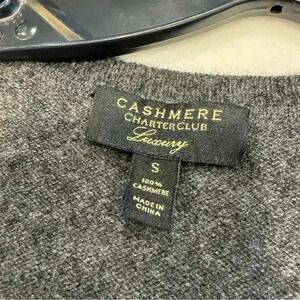 CASHMERE
CHARTER CLUB
Luxury
S
100%
CASHMERE
MADE IN
CHINA